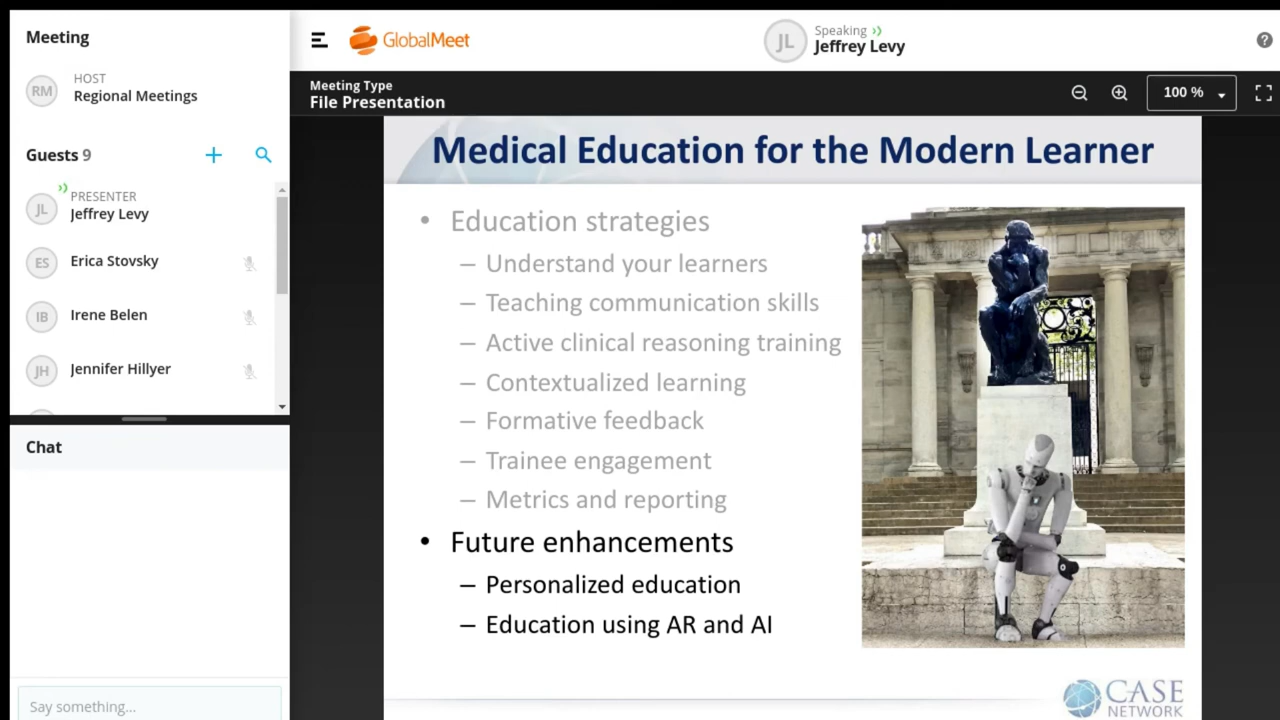 Meeting
RM
HOST
Regional Meetings
Guests 9
JL
PRESENTER
Jeffrey Levy
ES
Erica Stovsky
IB
Irene Belen
JH
Jennifer Hillyer
Chat
Say something...
GlobalMeet
JL
Speaking
Jeffrey Levy
Meeting Type
File Presentation
100 %
Medical Education for the Modern Learner
• Education strategies
– Understand your learners
– Teaching communication skills
– Active clinical reasoning training
– Contextualized learning
– Formative feedback
– Trainee engagement
– Metrics and reporting
• Future enhancements
– Personalized education
– Education using AR and AI
CASE
NETWORK